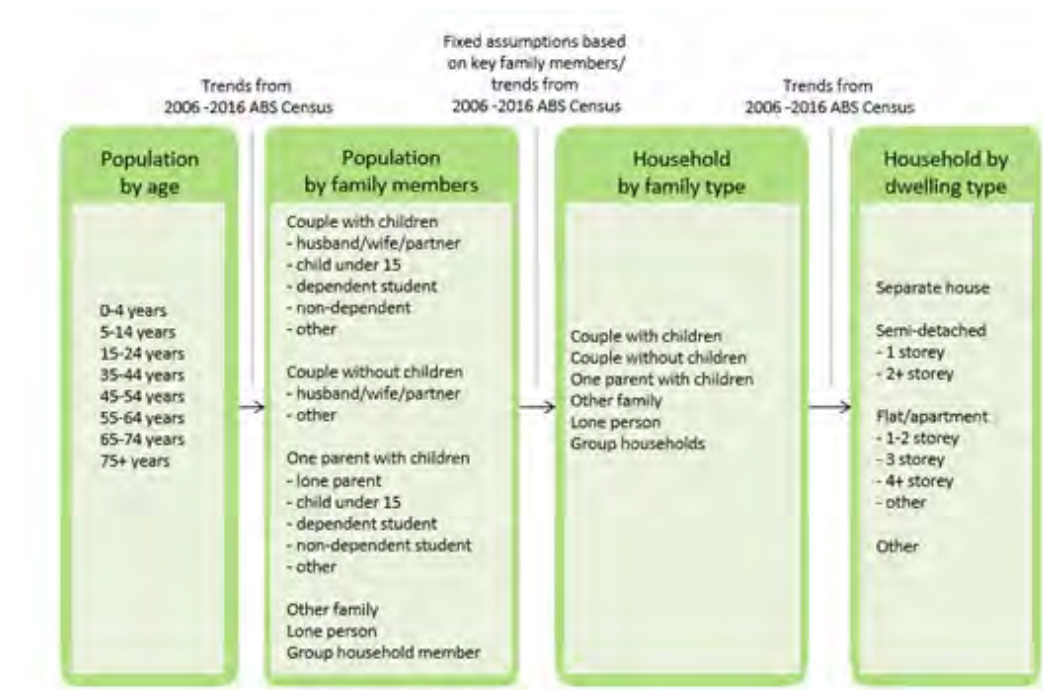 Fixed assumptions based
on key family members/
trends from
2006 -2016 ABS Census
Trends from
2006 -2016 ABS Census
Trends from
2006 -2016 ABS Census
Population
by age
0-4 years
5-14 years
15-24 years
35-44 years
45-54 years
55-64 years
65-74 years
75+ years
Population
by family members
Couple with children
- husband/wife/partner
- child under 15
- dependent student
- non-dependent
- other
Couple without children
- husband/wife/partner
- other
One parent with children
- lone parent
- child under 15
- dependent student
- non-dependent student
- other
Other family
Lone person
Group household member
Household
by family type
Couple with children
Couple without children
One parent with children
Other family
Lone person
Group households
Household by
dwelling type
Separate house
Semi-detached
- 1 storey
- 2+ storey
Flat/apartment
- 1-2 storey
- 3 storey
- 4+ storey
- other
Other